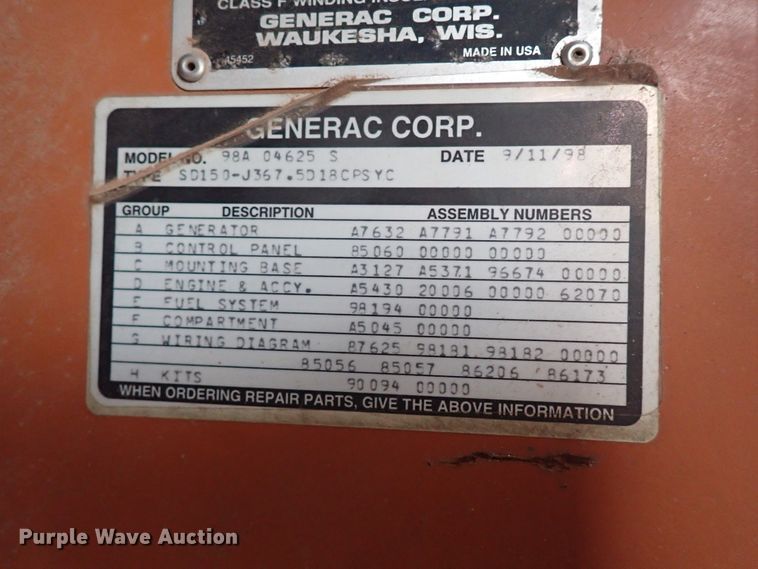 CLASS F WINDING
GENERAC CORP.
WAUKESHA, WIS.
MADE IN USA
GENERAC CORP.
MODEL NO. 98A 04625 S DATE 9/11/98
TYPE SD150-J367.5D18CPSYC
GROUP DESCRIPTION ASSEMBLY NUMBERS
A GENERATOR A7632 A7791 A7792 00000
B CONTROL PANEL 85060 00000 00000
C MOUNTING BASE A3127 A5371 96674 00000
D ENGINE & ACCY. A5430 20006 00000 62070
E FUEL SYSTEM 98194 00000
F COMPARTMENT A5045 00000
G WIRING DIAGRAM 87625 98181 98182 00000
85056 85057 86206 86173
H KITS 90094 00000
WHEN ORDERING REPAIR PARTS, GIVE THE ABOVE INFORMATION
Purple Wave Auction